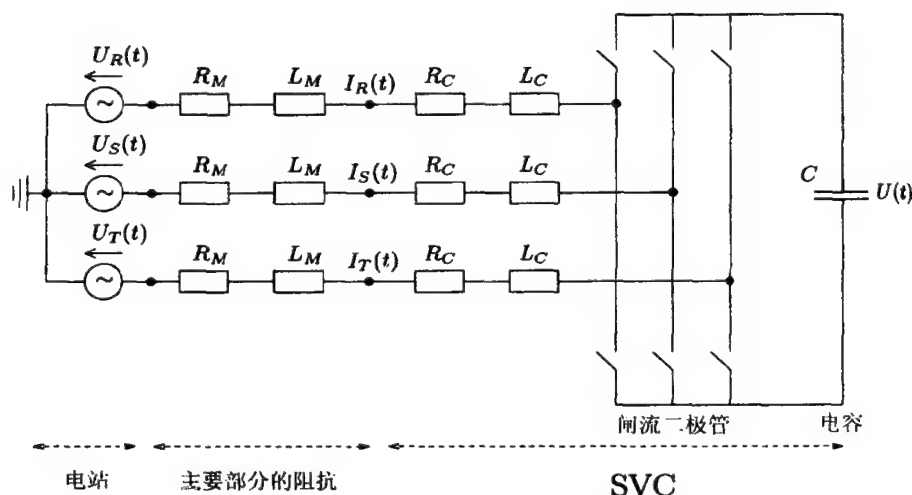 U_R(t)
R_M L_M I_R(t) R_C L_C
~
U_S(t)
R_M L_M I_S(t) R_C L_C
~
C U(t)
U_T(t)
R_M L_M I_T(t) R_C L_C
~
闸流二极管 电容
电站 主要部分的阻抗 SVC